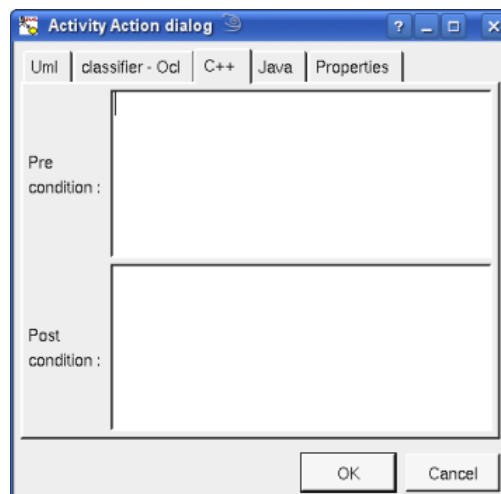 Activity Action dialog
?
Uml classifier - Ocl C++ Java Properties
Pre
condition :
Post
condition :
OK Cancel